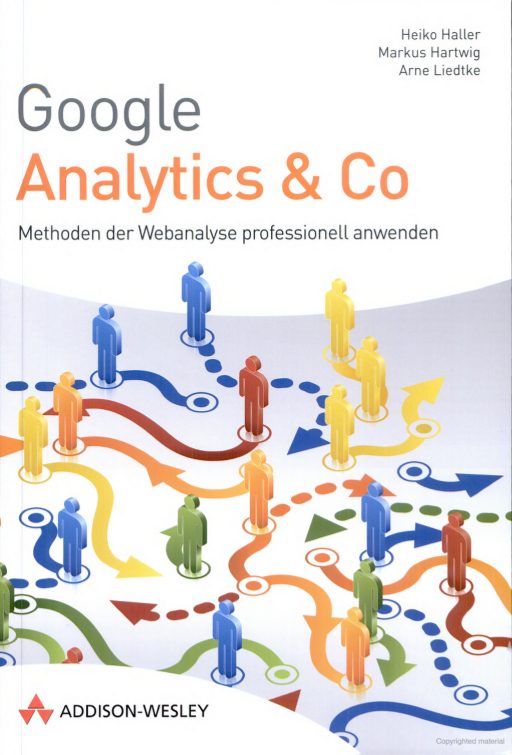 Heiko Haller
Markus Hartwig
Arne Liedtke
Google
Analytics & Co
Methoden der Webanalyse professionell anwenden
ADDISON-WESLEY
Copyrighted material